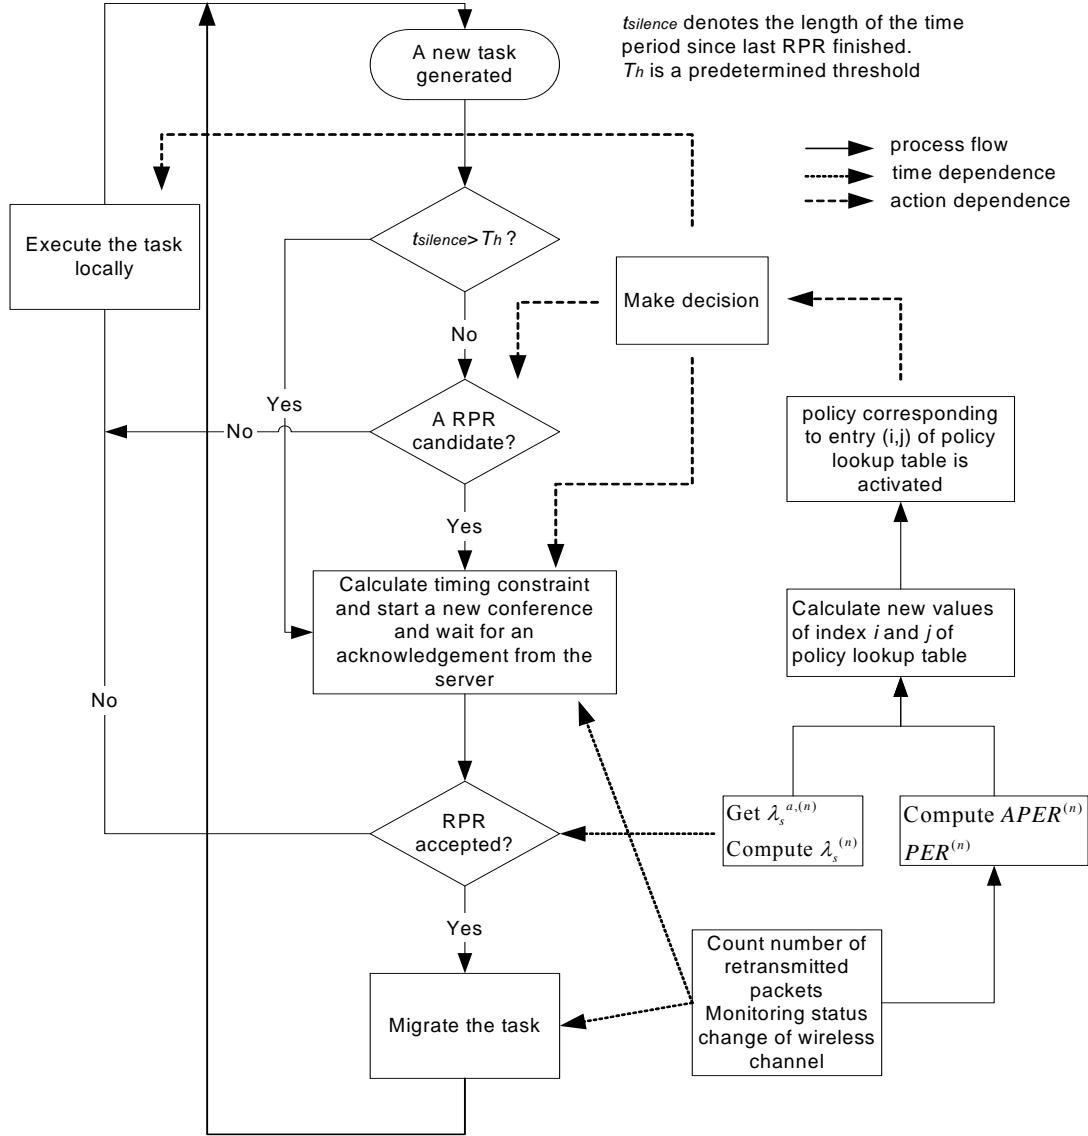 tsilence denotes the length of the time
period since last RPR finished.
Th is a predetermined threshold
A new task
generated
process flow
time dependence
action dependence
Execute the task
locally
tsilence> Th ?
Make decision
No
Yes
A RPR
candidate?
No
policy corresponding
to entry (i,j) of policy
lookup table is
activated
Yes
Calculate timing constraint
and start a new conference
and wait for an
acknowledgement from the
server
Calculate new values
of index i and j of
policy lookup table
No
RPR
accepted?
Get λs^a,(n)
Compute λs^(n)
Compute APER^(n)
PER^(n)
Yes
Count number of
retransmitted
packets
Monitoring status
change of wireless
channel
Migrate the task